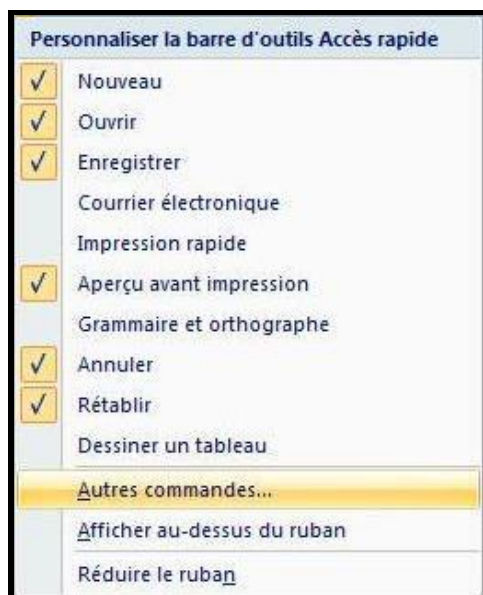 Personnaliser la barre d'outils Accès rapide
Nouveau
Ouvrir
Enregistrer
Courrier électronique
Impression rapide
Aperçu avant impression
Grammaire et orthographe
Annuler
Rétablir
Dessiner un tableau
Autres commandes...
Afficher au-dessus du ruban
Réduire le ruban